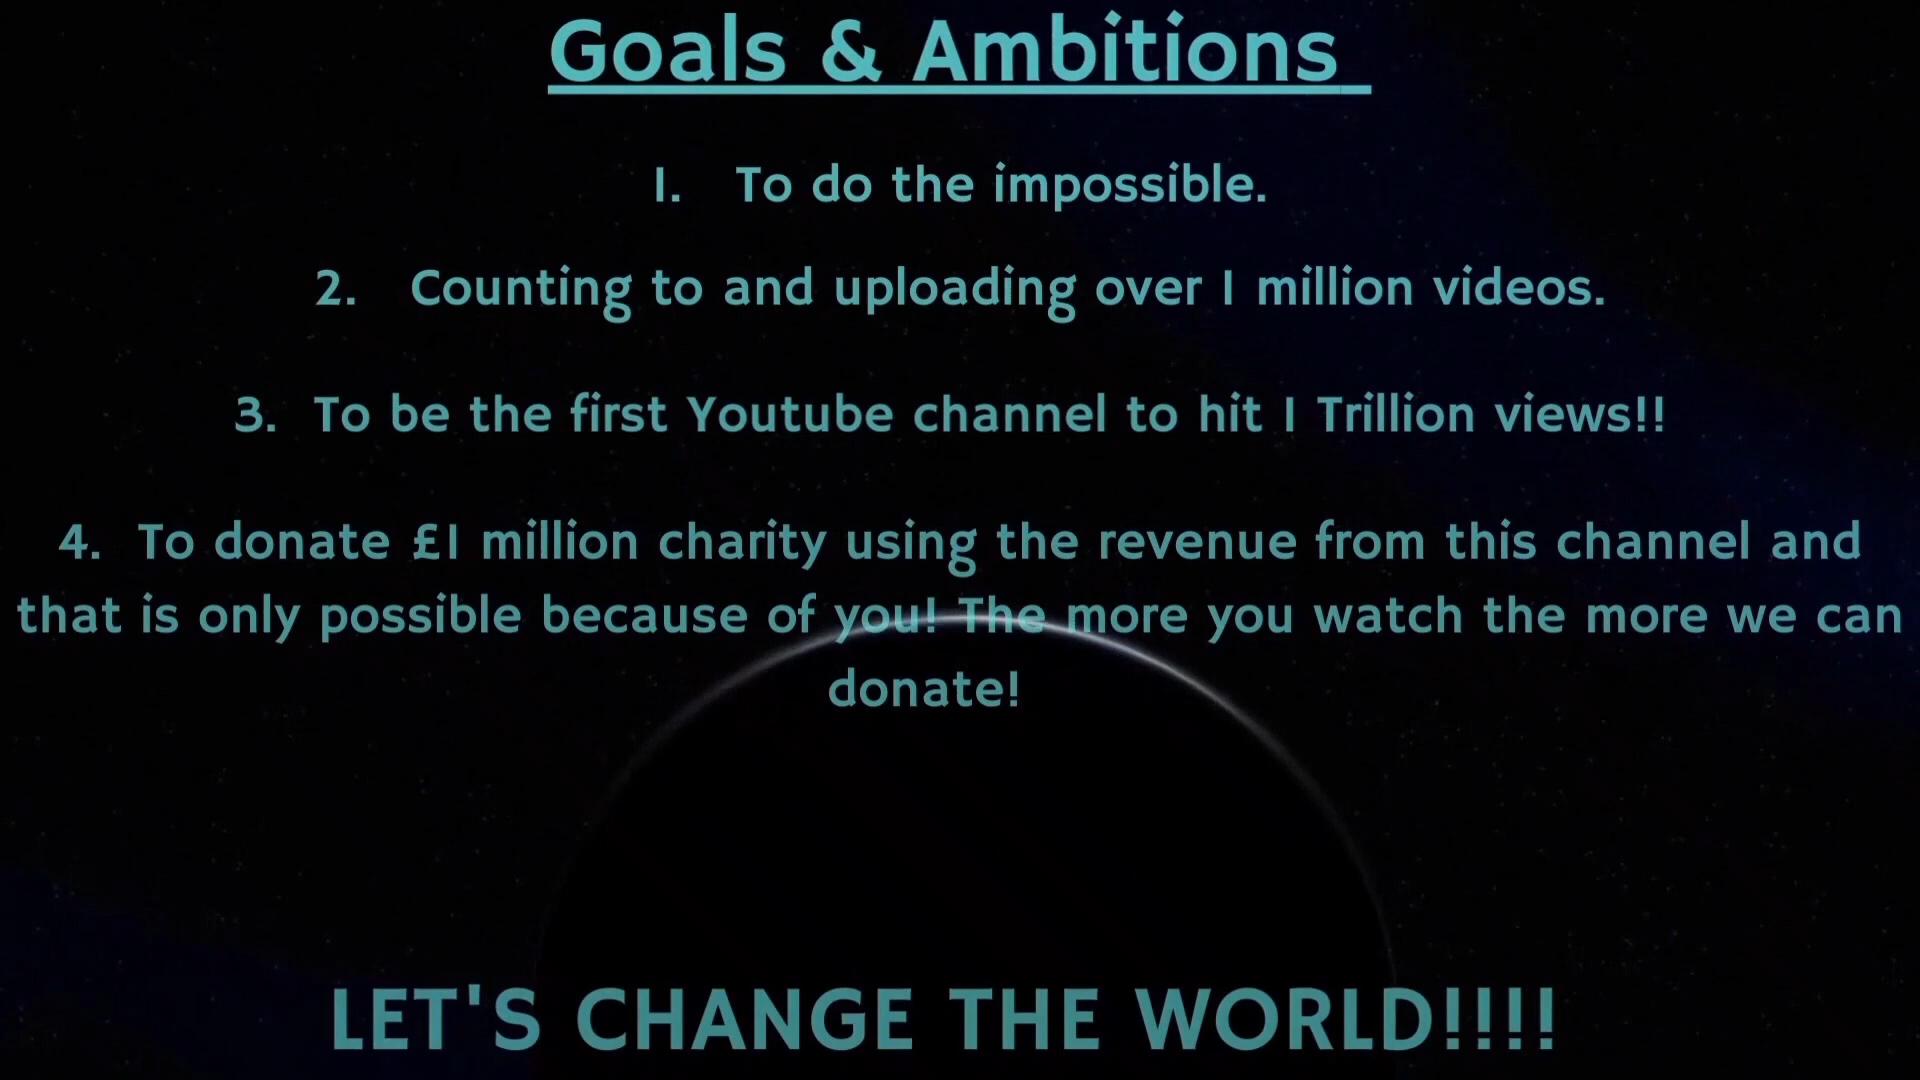 Goals & Ambitions
1. To do the impossible.
2. Counting to and uploading over 1 million videos.
3. To be the first Youtube channel to hit 1 Trillion views!!
4. To donate £1 million charity using the revenue from this channel and
that is only possible because of you! The more you watch the more we can
donate!
LET'S CHANGE THE WORLD!!!!